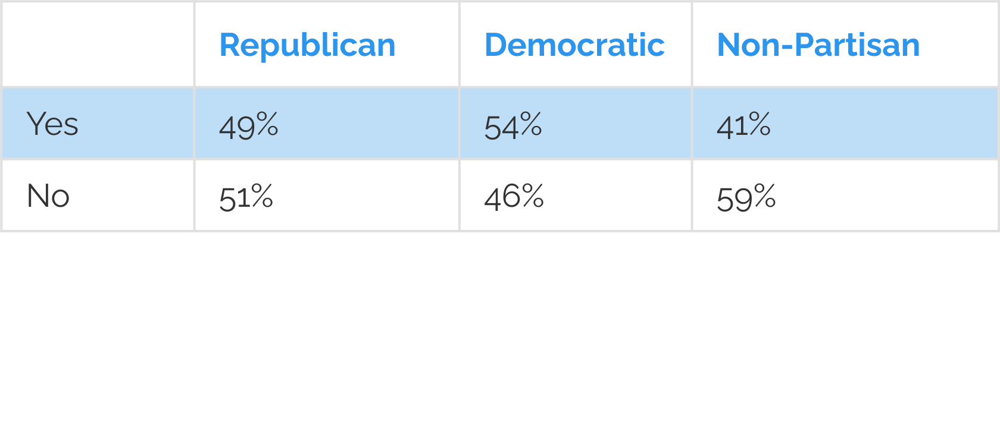 Republican Democratic Non-Partisan
Yes 49% 54% 41%
No 51% 46% 59%